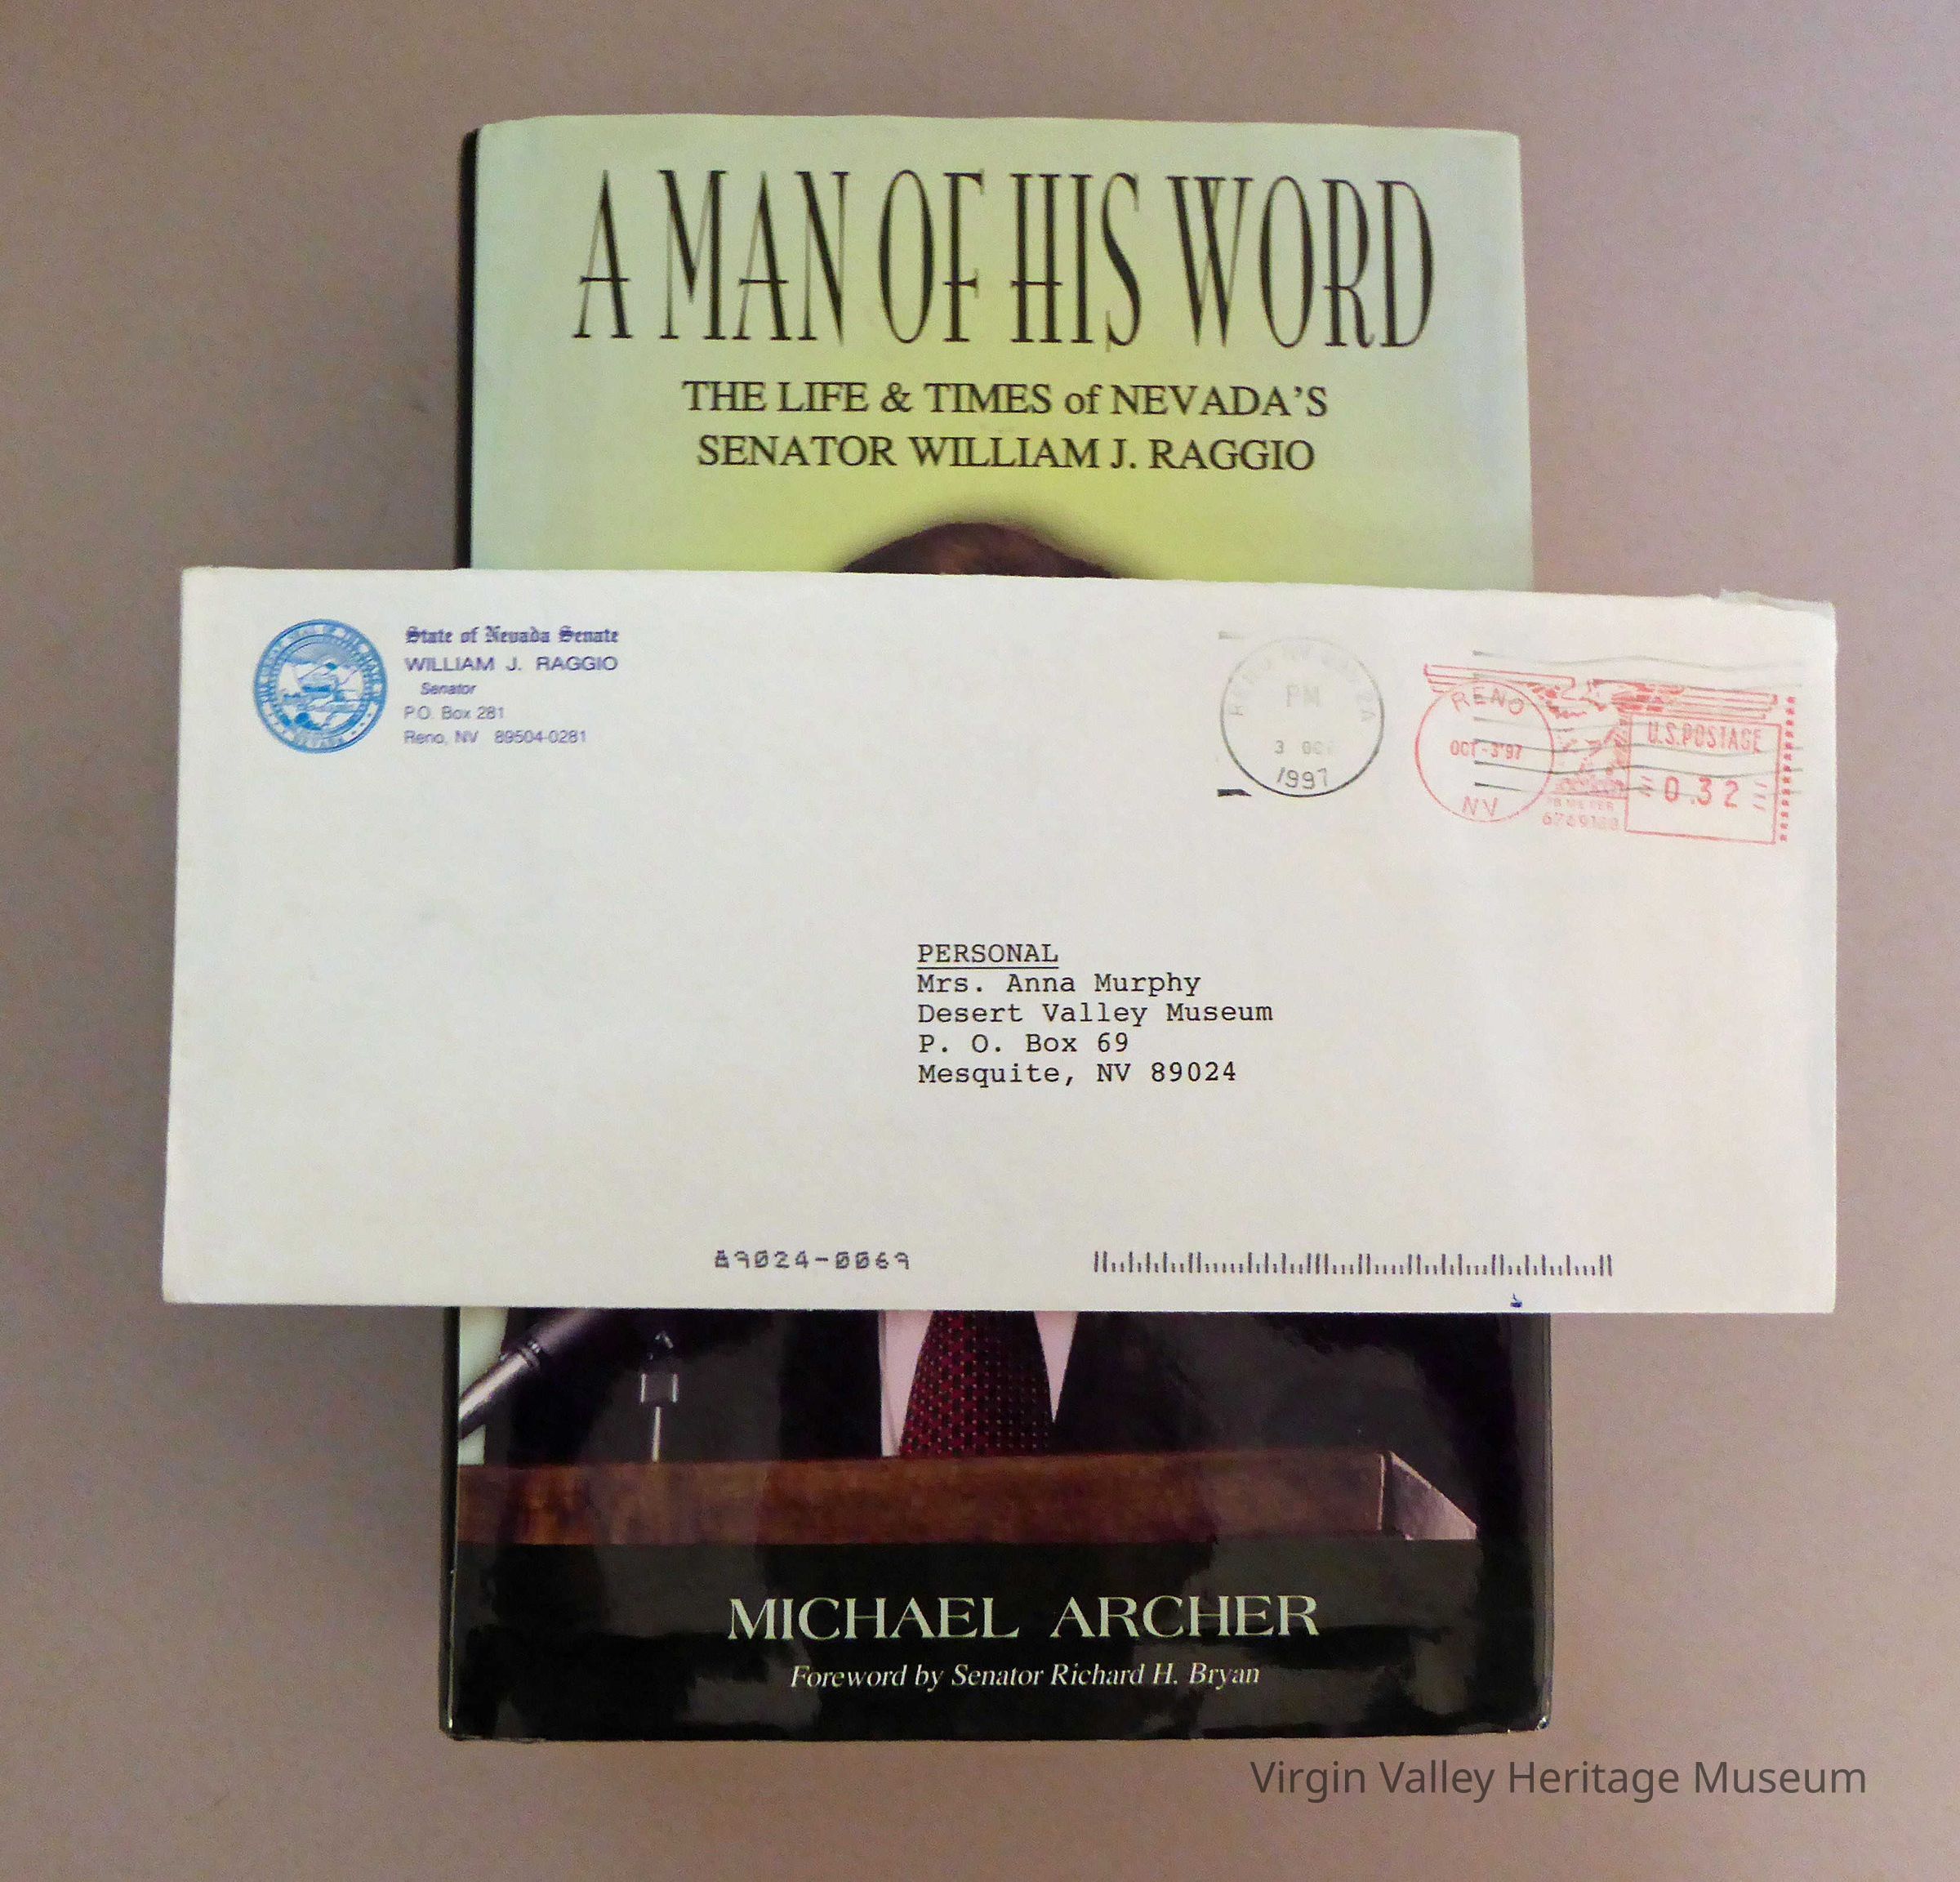 A MAN OF HIS WORD
THE LIFE & TIMES of NEVADA'S
SENATOR WILLIAM J. RAGGIO
State of Nevada Senate
WILLIAM J. RAGGIO
Senator
P.O. Box 281
Reno, NV 89504-0281
PM
3 OC
1997
RENO
OCT-3'97
NV
U.S.POSTAGE
0.32
PERSONAL
Mrs. Anna Murphy
Desert Valley Museum
P. O. Box 69
Mesquite, NV 89024
89024-0069
MICHAEL ARCHER
Foreword by Senator Richard H. Bryan
Virgin Valley Heritage Museum